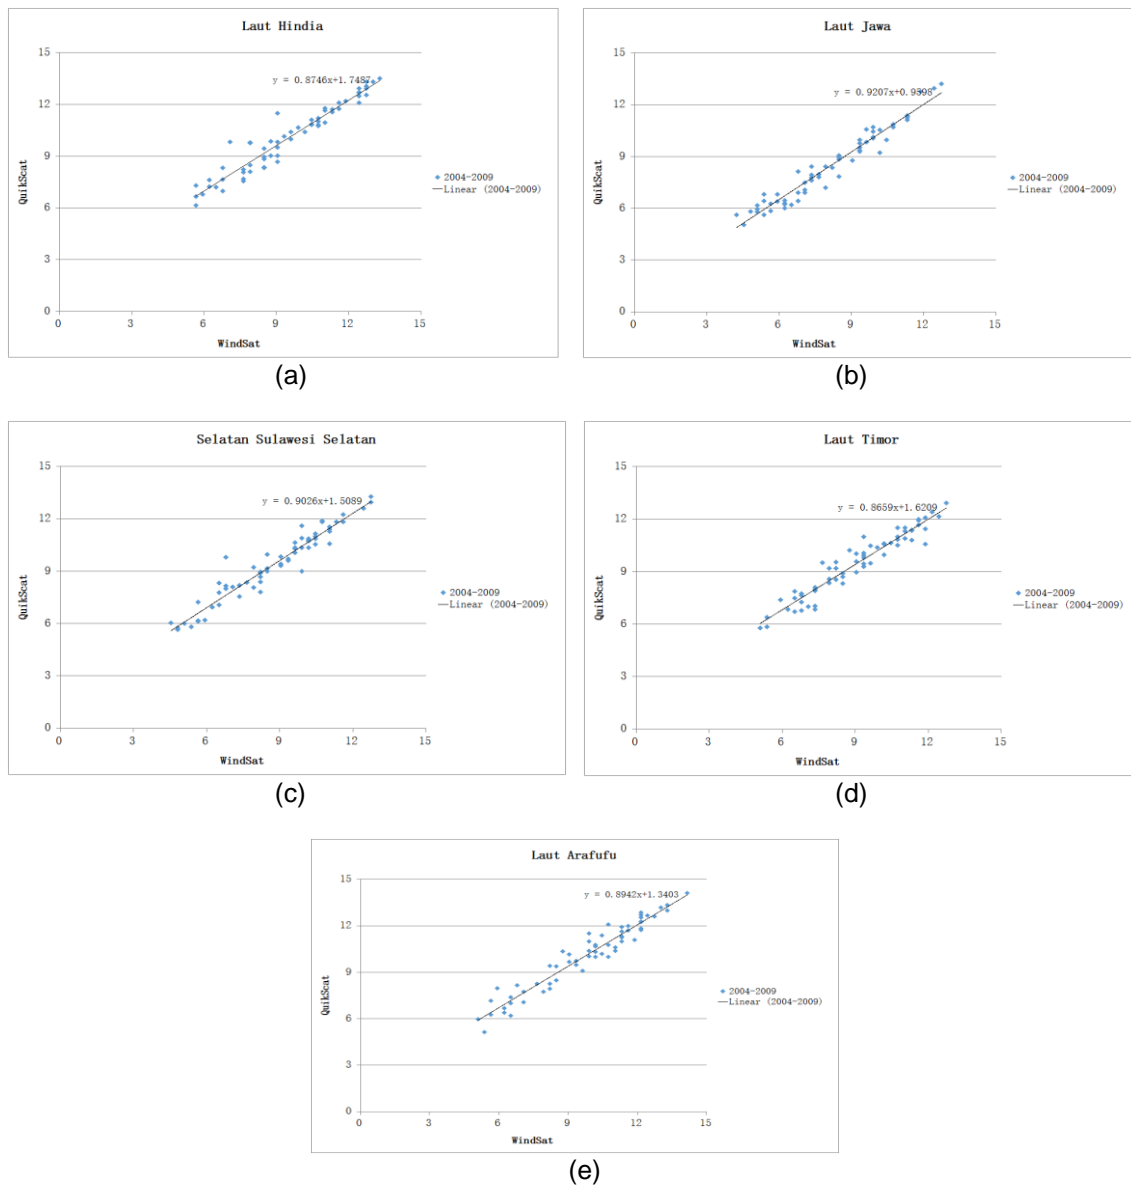 Laut Hindia
15
12
9
6
3
0
0 3 6 9 12 15
QuikScat
WindSat
y = 0.8746x+1.7487
2004-2009
Linear (2004-2009)
(a)
Laut Jawa
15
12
9
6
3
0
0 3 6 9 12 15
QuikScat
WindSat
y = 0.9207x+0.9598
2004-2009
Linear (2004-2009)
(b)
Selatan Sulawesi Selatan
15
12
9
6
3
0
0 3 6 9 12 15
QuikScat
WindSat
y = 0.9026x+1.5089
2004-2009
Linear (2004-2009)
(c)
Laut Timor
15
12
9
6
3
0
0 3 6 9 12 15
QuikScat
WindSat
y = 0.8659x+1.6209
2004-2009
Linear (2004-2009)
(d)
Laut Arafufu
15
12
9
6
3
0
0 3 6 9 12 15
QuikScat
WindSat
y = 0.8942x+1.3403
2004-2009
Linear (2004-2009)
(e)